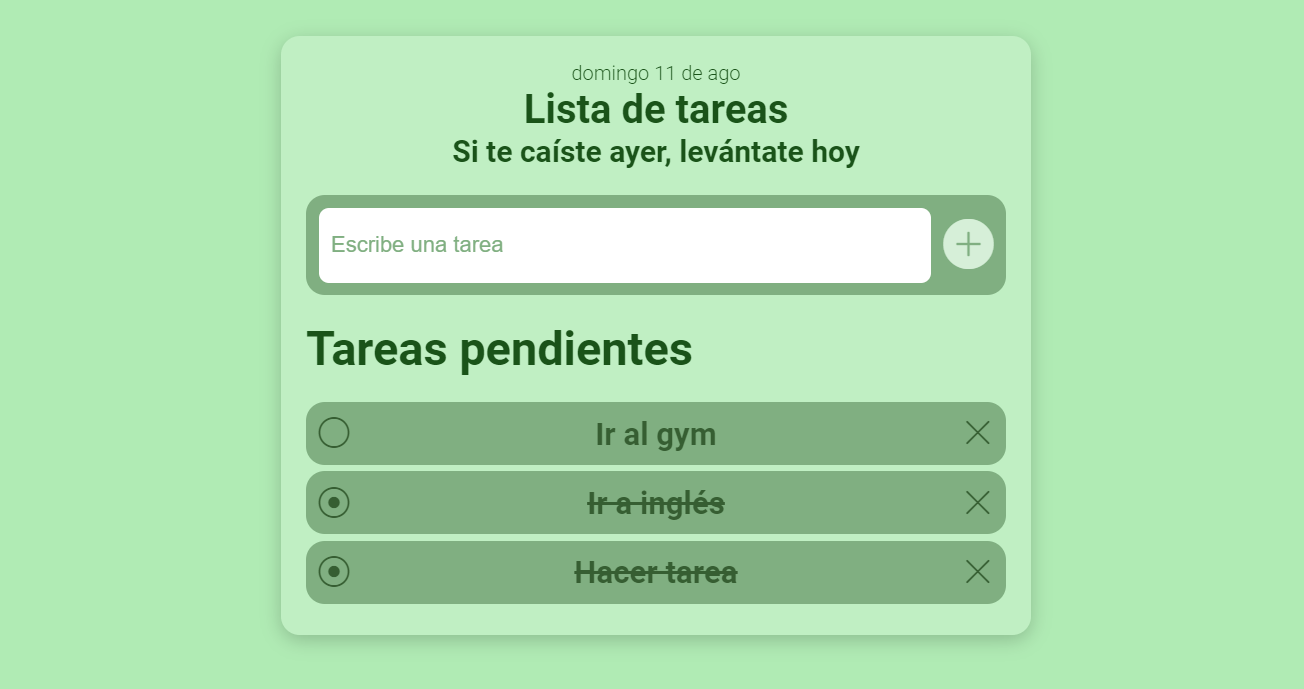 domingo 11 de ago
Lista de tareas
Si te caíste ayer, levántate hoy
Escribe una tarea
Tareas pendientes
Ir al gym
Ir a inglés
Hacer tarea